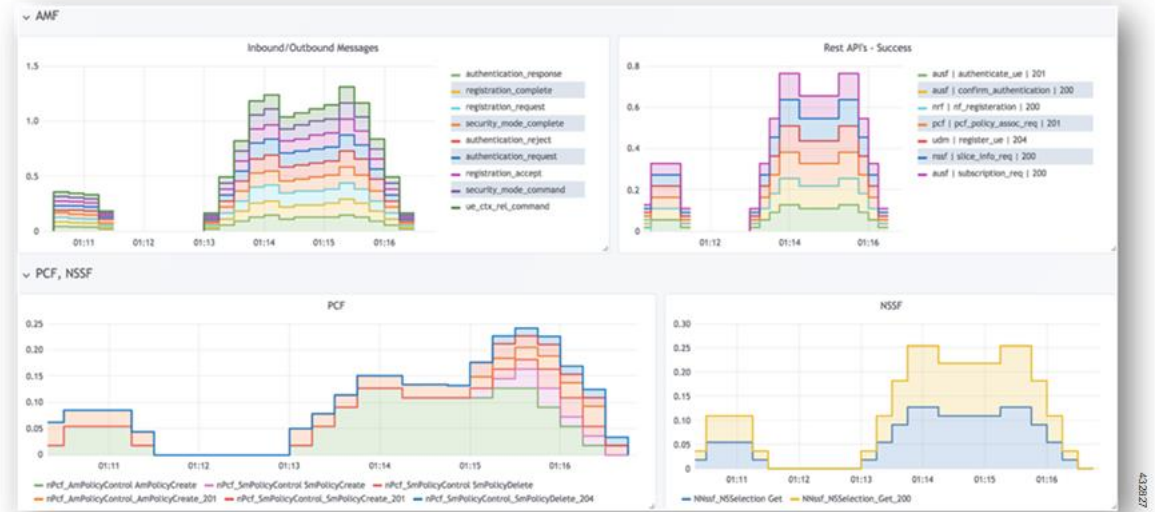 AMF
Inbound/Outbound Messages
1.5
1.0
0.5
0
01:11 01:12 01:13 01:14 01:15 01:16
authentication_response
registration_complete
registration_request
security_mode_complete
authentication_reject
authentication_request
registration_accept
security_mode_command
ue_ctx_rel_command
Rest API's - Success
0.8
0.6
0.4
0.2
0
01:12 01:14 01:16
ausf | authenticate_ue | 201
ausf | confirm_authentication | 200
nrf | nf_registeration | 200
pcf | pcf_policy_assoc_req | 201
udm | register_ue | 204
nssf | slice_info_req | 200
ausf | subscription_req | 200
PCF, NSSF
PCF
0.25
0.20
0.15
0.10
0.05
0
01:11 01:12 01:13 01:14 01:15 01:16
nPcf_AmPolicyControl AmPolicyCreate nPcf_SmPolicyControl SmPolicyCreate nPcf_SmPolicyControl SmPolicyDelete
nPcf_AmPolicyControl_AmPolicyCreate_201 nPcf_SmPolicyControl_SmPolicyCreate_201 nPcf_SmPolicyControl_SmPolicyDelete_204
NSSF
0.30
0.25
0.20
0.15
0.10
0.05
0
01:11 01:12 01:13 01:14 01:15 01:16
NNssf_NSSelection Get NNssf_NSSelection_Get_200
432827